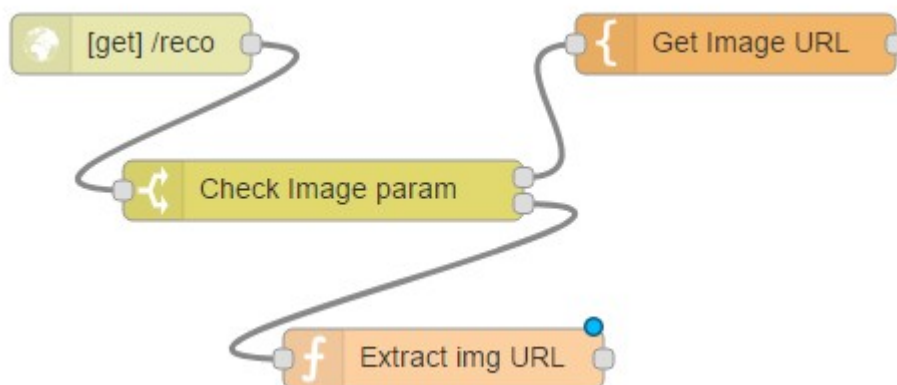 [get] /reco
Get Image URL
Check Image param
Extract img URL